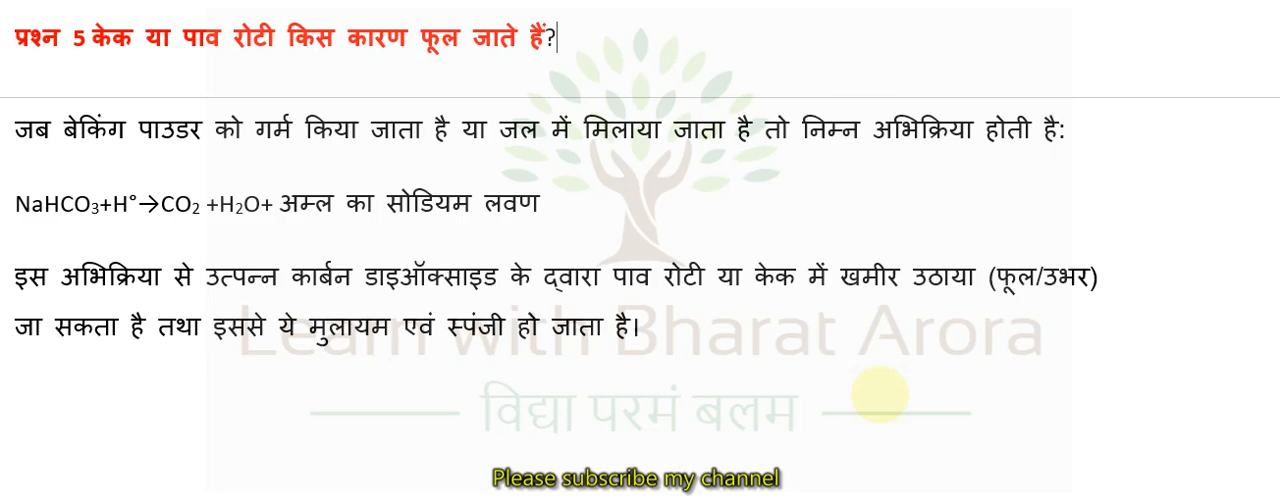 प्रश्न 5 केक या पाव रोटी किस कारण फूल जाते हैं?
जब बेकिंग पाउडर को गर्म किया जाता है या जल में मिलाया जाता है तो निम्न अभिक्रिया होती है:
NaHCO₃+H°→CO₂ +H₂O+ अम्ल का सोडियम लवण
इस अभिक्रिया से उत्पन्न कार्बन डाइऑक्साइड के द्वारा पाव रोटी या केक में खमीर उठाया (फूल/उभर)
जा सकता है तथा इससे ये मुलायम एवं स्पंजी हो जाता है।
Learn with Bharat Arora
विद्या परमं बलम
Please subscribe my channel